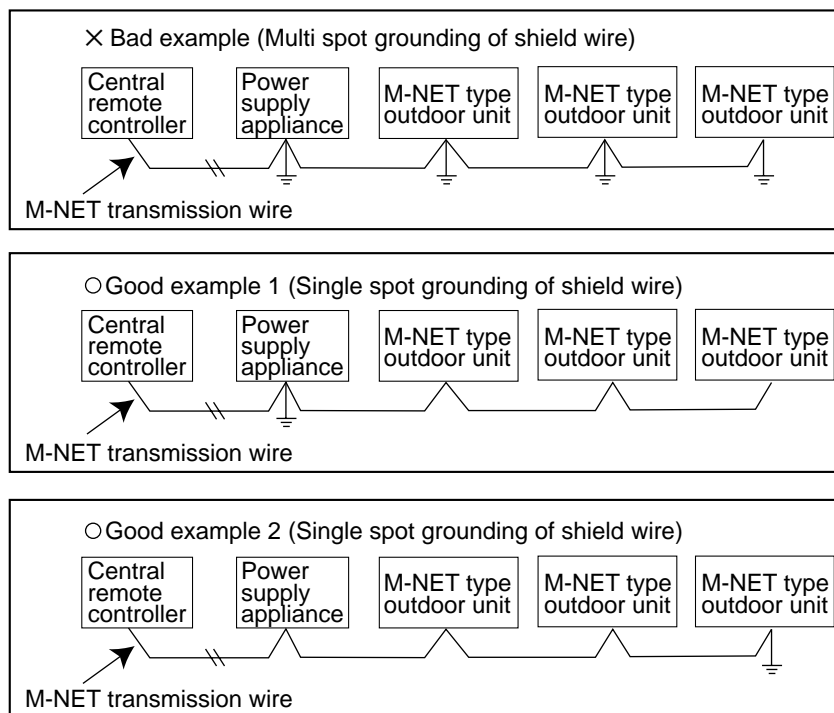 × Bad example (Multi spot grounding of shield wire)
Central
remote
controller
Power
supply
appliance
M-NET type
outdoor unit
M-NET type
outdoor unit
M-NET type
outdoor unit
M-NET transmission wire
○ Good example 1 (Single spot grounding of shield wire)
Central
remote
controller
Power
supply
appliance
M-NET type
outdoor unit
M-NET type
outdoor unit
M-NET type
outdoor unit
M-NET transmission wire
○ Good example 2 (Single spot grounding of shield wire)
Central
remote
controller
Power
supply
appliance
M-NET type
outdoor unit
M-NET type
outdoor unit
M-NET type
outdoor unit
M-NET transmission wire